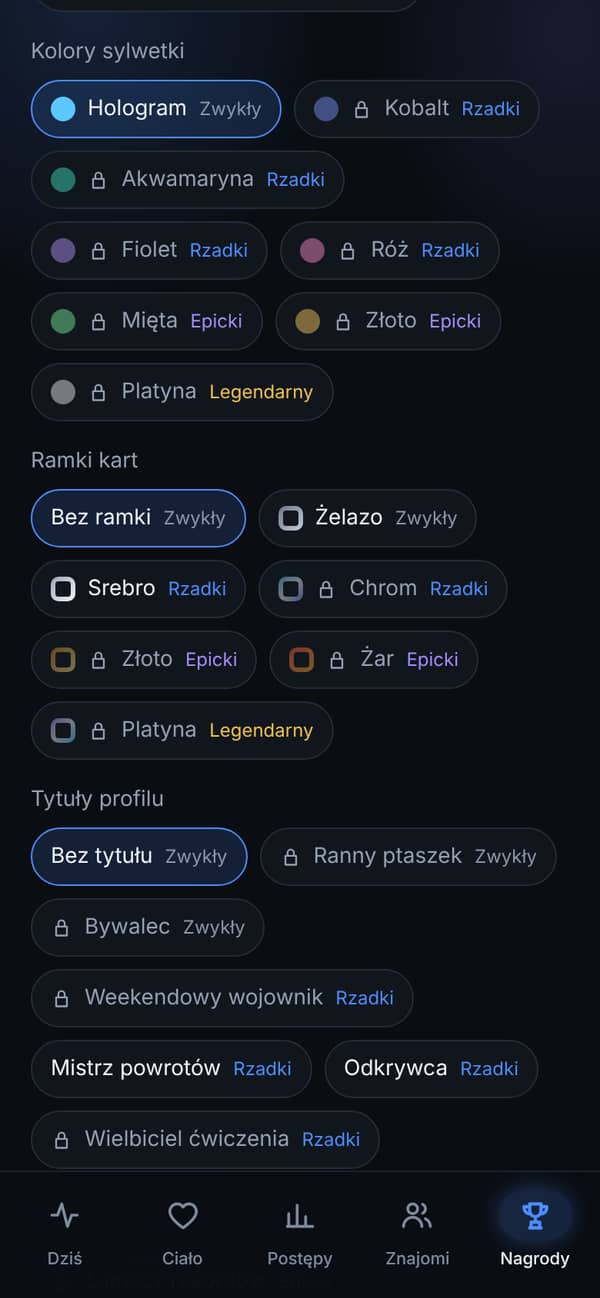 Kolory sylwetki
Hologram Zwykły Kobalt Rzadki
Akwamaryna Rzadki
Fiolet Rzadki Róż Rzadki
Mięta Epicki Złoto Epicki
Platyna Legendarny
Ramki kart
Bez ramki Zwykły Żelazo Zwykły
Srebro Rzadki Chrom Rzadki
Złoto Epicki Żar Epicki
Platyna Legendarny
Tytuły profilu
Bez tytułu Zwykły Ranny ptaszek Zwykły
Bywalec Zwykły
Weekendowy wojownik Rzadki
Mistrz powrotów Rzadki Odkrywca Rzadki
Wielbiciel ćwiczenia Rzadki
Dziś Ciało Postępy Znajomi Nagrody